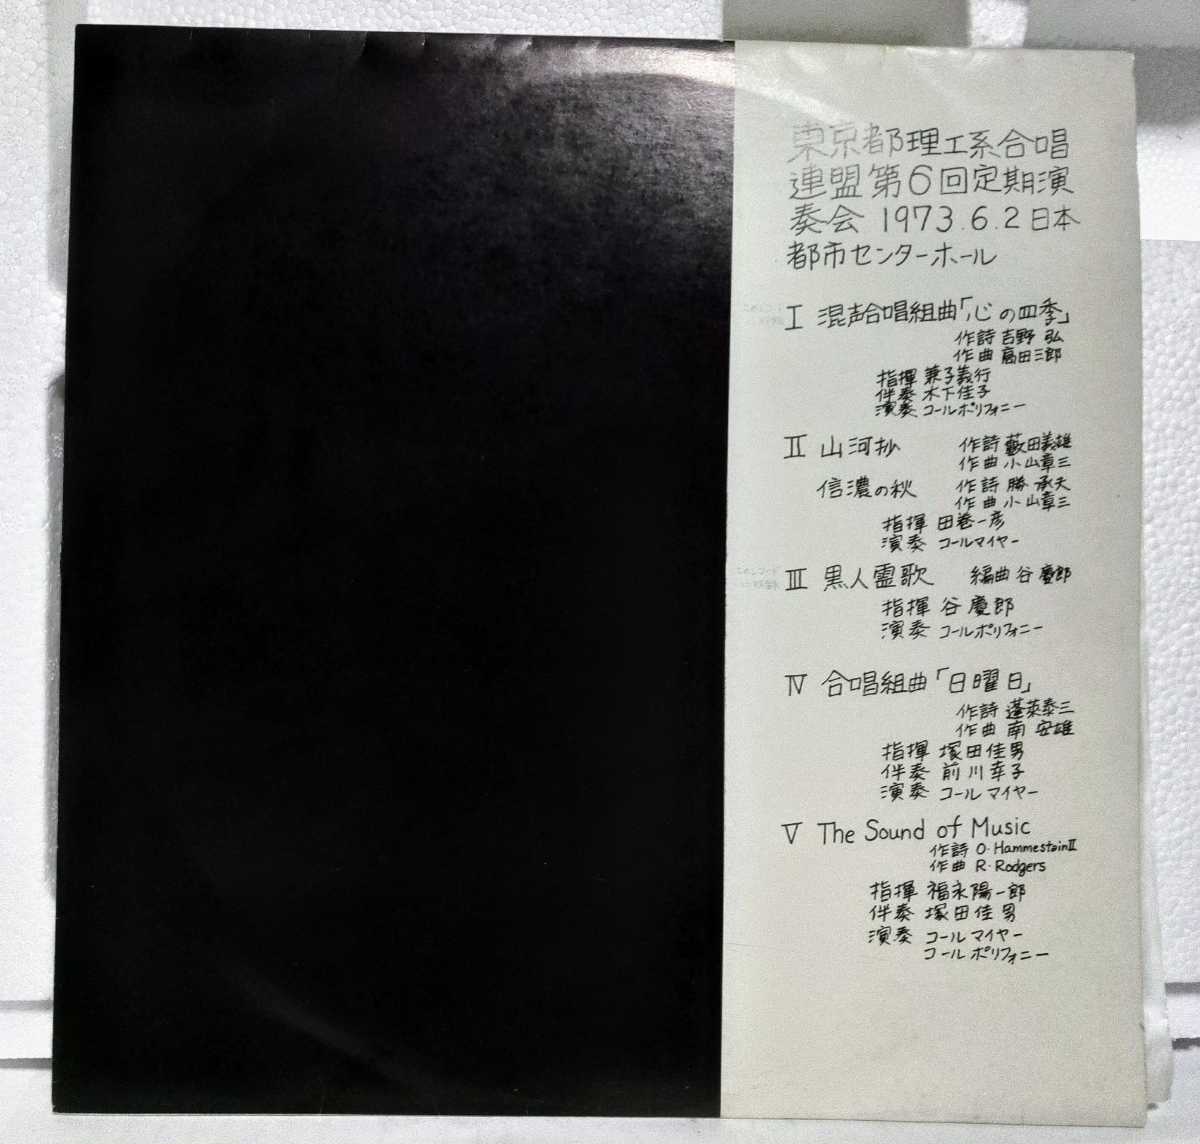 東京都理工系合唱
連盟第6回定期演
奏会 1973.6.2日本
都市センターホール
I 混声合唱組曲「心の四季」
作詩 吉野 弘
作曲 高田三郎
指揮 兼子義行
伴奏 木下佳子
演奏 コールポリフォニー
II 山河抄 作詩 藪田義雄
作曲 小山章三
信濃の秋 作詩 勝 承夫
作曲 小山章三
指揮 田巻一彦
演奏 コールマイヤー
III 黒人霊歌 編曲 谷 慶郎
指揮 谷 慶郎
演奏 コールポリフォニー
IV 合唱組曲「日曜日」
作詩 蓬萊泰三
作曲 南 安雄
指揮 塚田佳男
伴奏 前川幸子
演奏 コールマイヤー
V The Sound of Music
作詩 O・HammestainII
作曲 R・Rodgers
指揮 福永陽一郎
伴奏 塚田佳男
演奏 コールマイヤー
コールポリフォニー